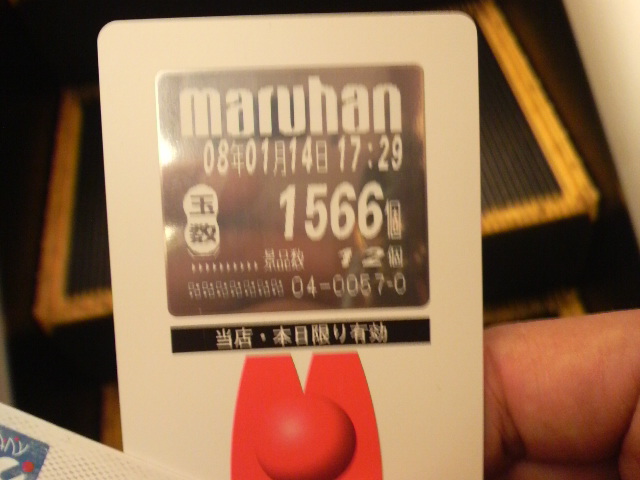 maruhan
08年01月14日 17:29
玉数 1566個
景品数 12個
04-0057-0
当店・本日限り有効